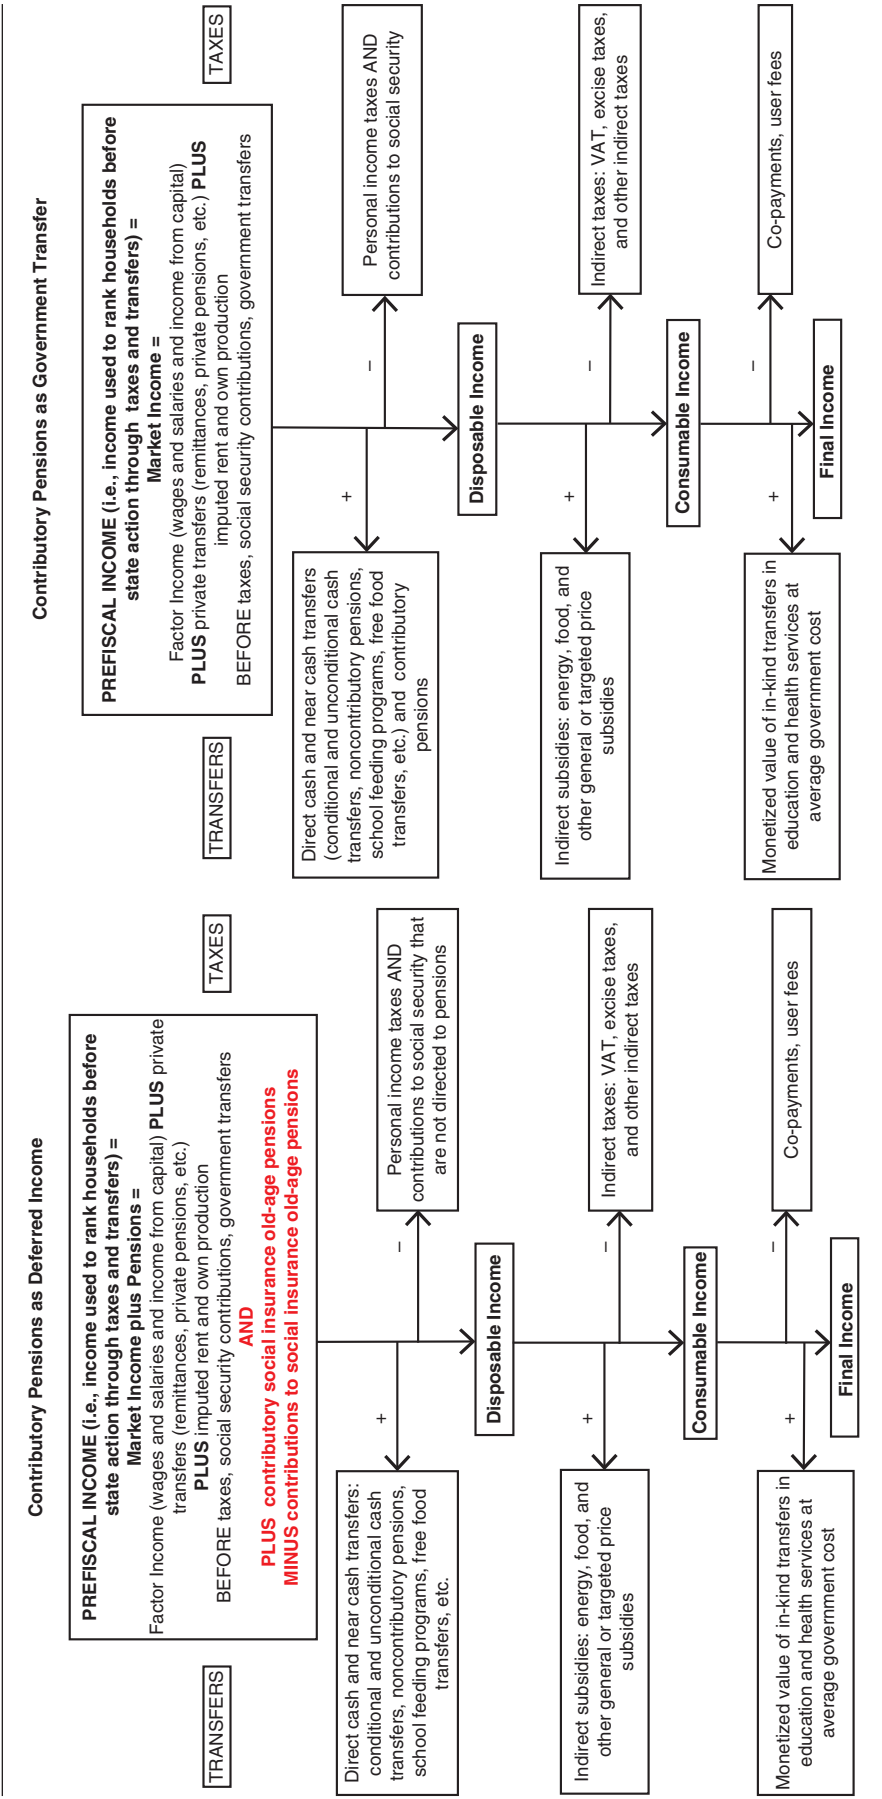 Contributory Pensions as Deferred Income
PREFISCAL INCOME (i.e., income used to rank households before
state action through taxes and transfers) =
Market Income plus Pensions =
Factor Income (wages and salaries and income from capital) PLUS private
transfers (remittances, private pensions, etc.)
PLUS imputed rent and own production
BEFORE taxes, social security contributions, government transfers
AND
PLUS contributory social insurance old-age pensions
MINUS contributions to social insurance old-age pensions
TRANSFERS
TAXES
Direct cash and near cash transfers:
conditional and unconditional cash
transfers, noncontributory pensions,
school feeding programs, free food
transfers, etc.
+
–
Personal income taxes AND
contributions to social security that
are not directed to pensions
Disposable Income
Indirect subsidies: energy, food, and
other general or targeted price
subsidies
+
–
Indirect taxes: VAT, excise taxes,
and other indirect taxes
Consumable Income
Monetized value of in-kind transfers in
education and health services at
average government cost
+
–
Co-payments, user fees
Final Income
Contributory Pensions as Government Transfer
PREFISCAL INCOME (i.e., income used to rank households before
state action through taxes and transfers) =
Market Income =
Factor Income (wages and salaries and income from capital)
PLUS private transfers (remittances, private pensions, etc.) PLUS
imputed rent and own production
BEFORE taxes, social security contributions, government transfers
TRANSFERS
TAXES
Direct cash and near cash transfers
(conditional and unconditional cash
transfers, noncontributory pensions,
school feeding programs, free food
transfers, etc.) and contributory
pensions
+
–
Personal income taxes AND
contributions to social security
Disposable Income
Indirect subsidies: energy, food, and
other general or targeted price
subsidies
+
–
Indirect taxes: VAT, excise taxes,
and other indirect taxes
Consumable Income
Monetized value of in-kind transfers in
education and health services at
average government cost
+
–
Co-payments, user fees
Final Income